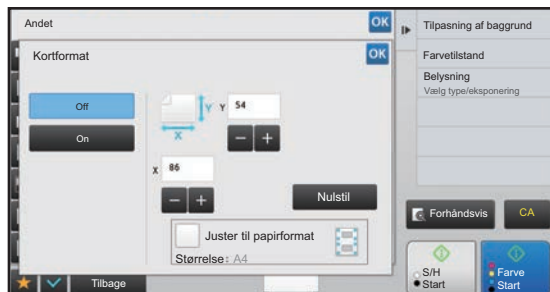 Andet
OK
Kortformat
OK
Off
On
Y
Y 54
X
X 86
Nulstil
Juster til papirformat
Størrelse: A4
Tilbage
Tilpasning af baggrund
Farvetilstand
Belysning
Vælg type/eksponering
Forhåndsvis
CA
S/H
Start
Farve
Start